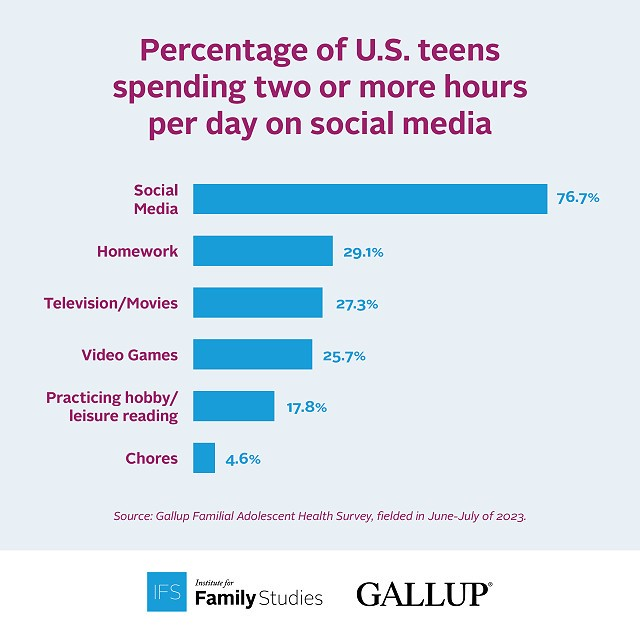 Percentage of U.S. teens
spending two or more hours
per day on social media
Social
Media
76.7%
Homework
29.1%
Television/Movies
27.3%
Video Games
25.7%
Practicing hobby/
leisure reading
17.8%
Chores
4.6%
Source: Gallup Familial Adolescent Health Survey, fielded in June-July of 2023.
IFS
Institute for
Family Studies
GALLUP®